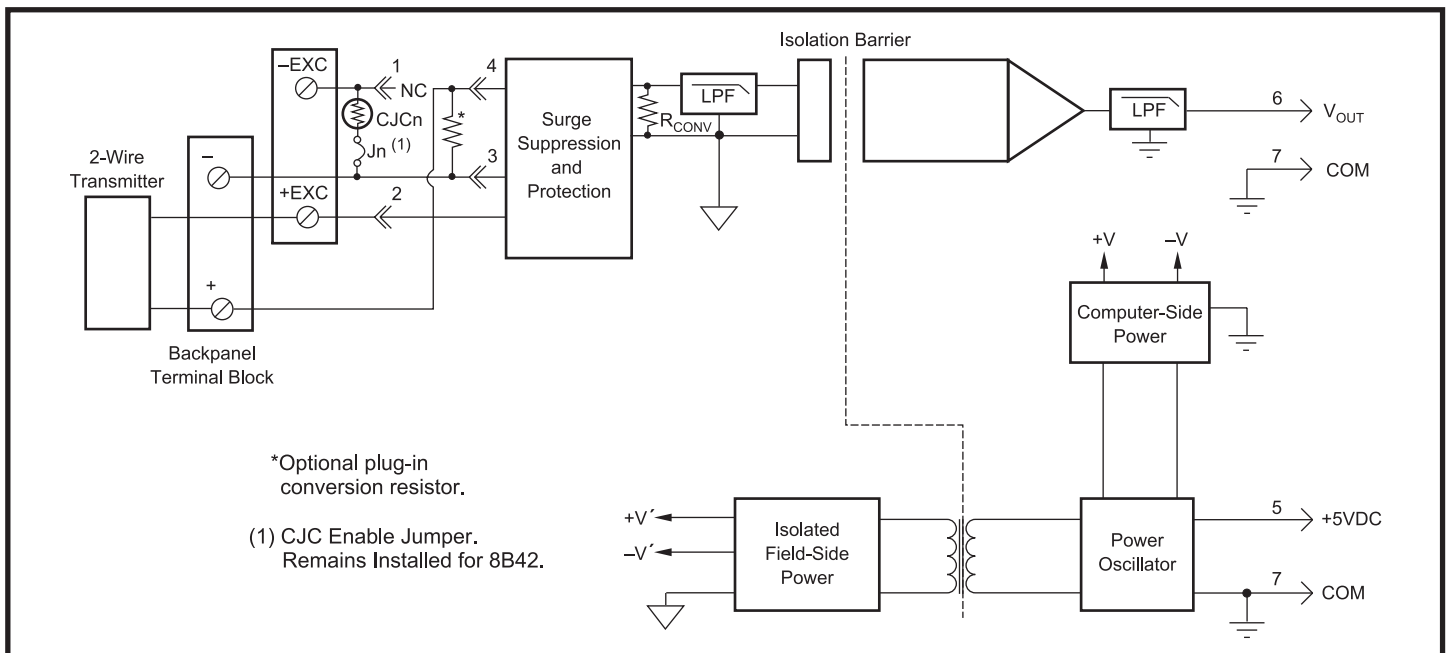 Isolation Barrier
–EXC
1
NC
4
CJCn
Jn (1)
*
3
2
+EXC
–
+
2-Wire
Transmitter
Backpanel
Terminal Block
Surge
Suppression
and
Protection
RCONV
LPF
LPF
6
VOUT
7
COM
+V
–V
Computer-Side
Power
*Optional plug-in
conversion resistor.
(1) CJC Enable Jumper.
Remains Installed for 8B42.
+V´
–V´
Isolated
Field-Side
Power
Power
Oscillator
5
+5VDC
7
COM